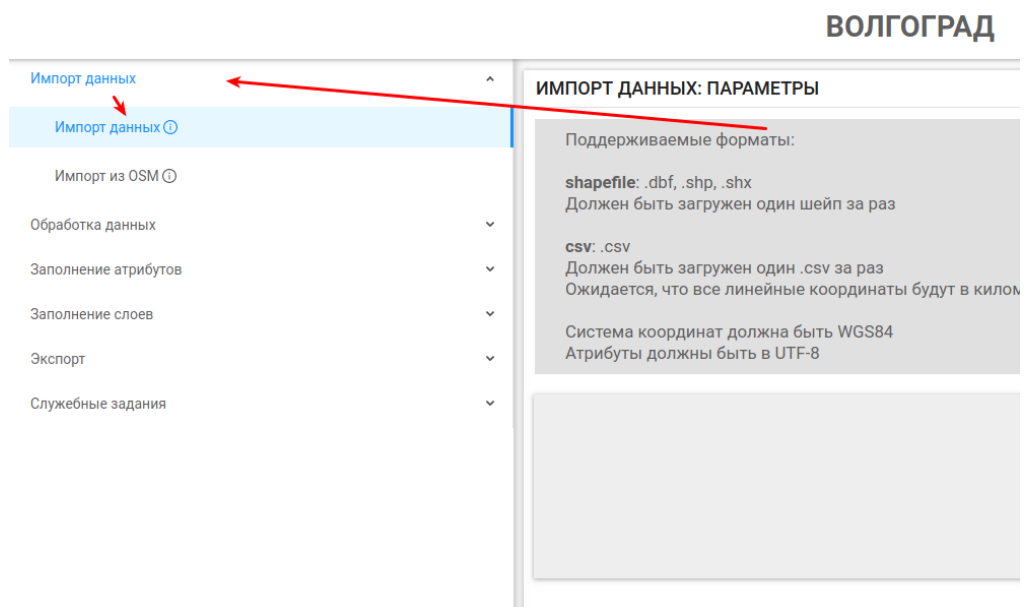 ВОЛГОГРАД
Импорт данных
Импорт данных
Импорт из OSM
Обработка данных
Заполнение атрибутов
Заполнение слоев
Экспорт
Служебные задания
ИМПОРТ ДАННЫХ: ПАРАМЕТРЫ
Поддерживаемые форматы:
shapefile: .dbf, .shp, .shx
Должен быть загружен один шейп за раз
csv: .csv
Должен быть загружен один .csv за раз
Ожидается, что все линейные координаты будут в килом
Система координат должна быть WGS84
Атрибуты должны быть в UTF-8